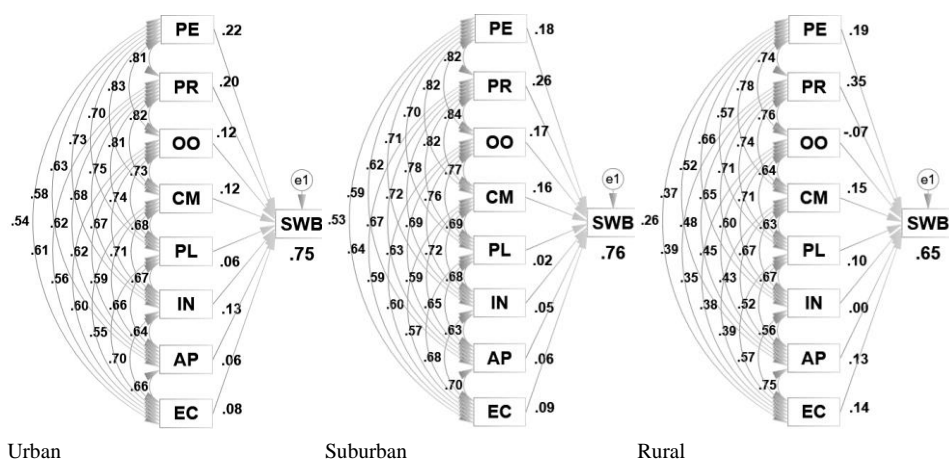 PE .22 PE .18 PE .19
.81 .82 .74
.83 .20 .82 .26 .78 .35
PR PR PR
.70 .82 .70 .84 .57 .76
.73 .81 .12 .71 .82 .17 .66 .74 -.07
OO OO OO
.63 .75 .73 .62 .78 .77 .52 .71 .64
e1 e1 e1
.58 .68 .74 .12 .59 .72 .76 .16 .37 .65 .71 .15
CM CM CM
.54 .62 .67 .68 SWB .53 .67 .69 .69 SWB .26 .48 .60 .63 SWB
.61 .62 .71 .75 .64 .63 .72 .76 .39 .45 .67 .65
PL .06 PL .02 PL .10
.56 .59 .67 .59 .59 .68 .35 .43 .67
.60 .66 IN .13 .60 .65 IN .05 .38 .52 IN .00
.55 .64 .57 .63 .39 .56
.70 AP .06 .68 AP .06 .57 AP .13
.66 .70 .75
EC .08 EC .09 EC .14
Urban Suburban Rural